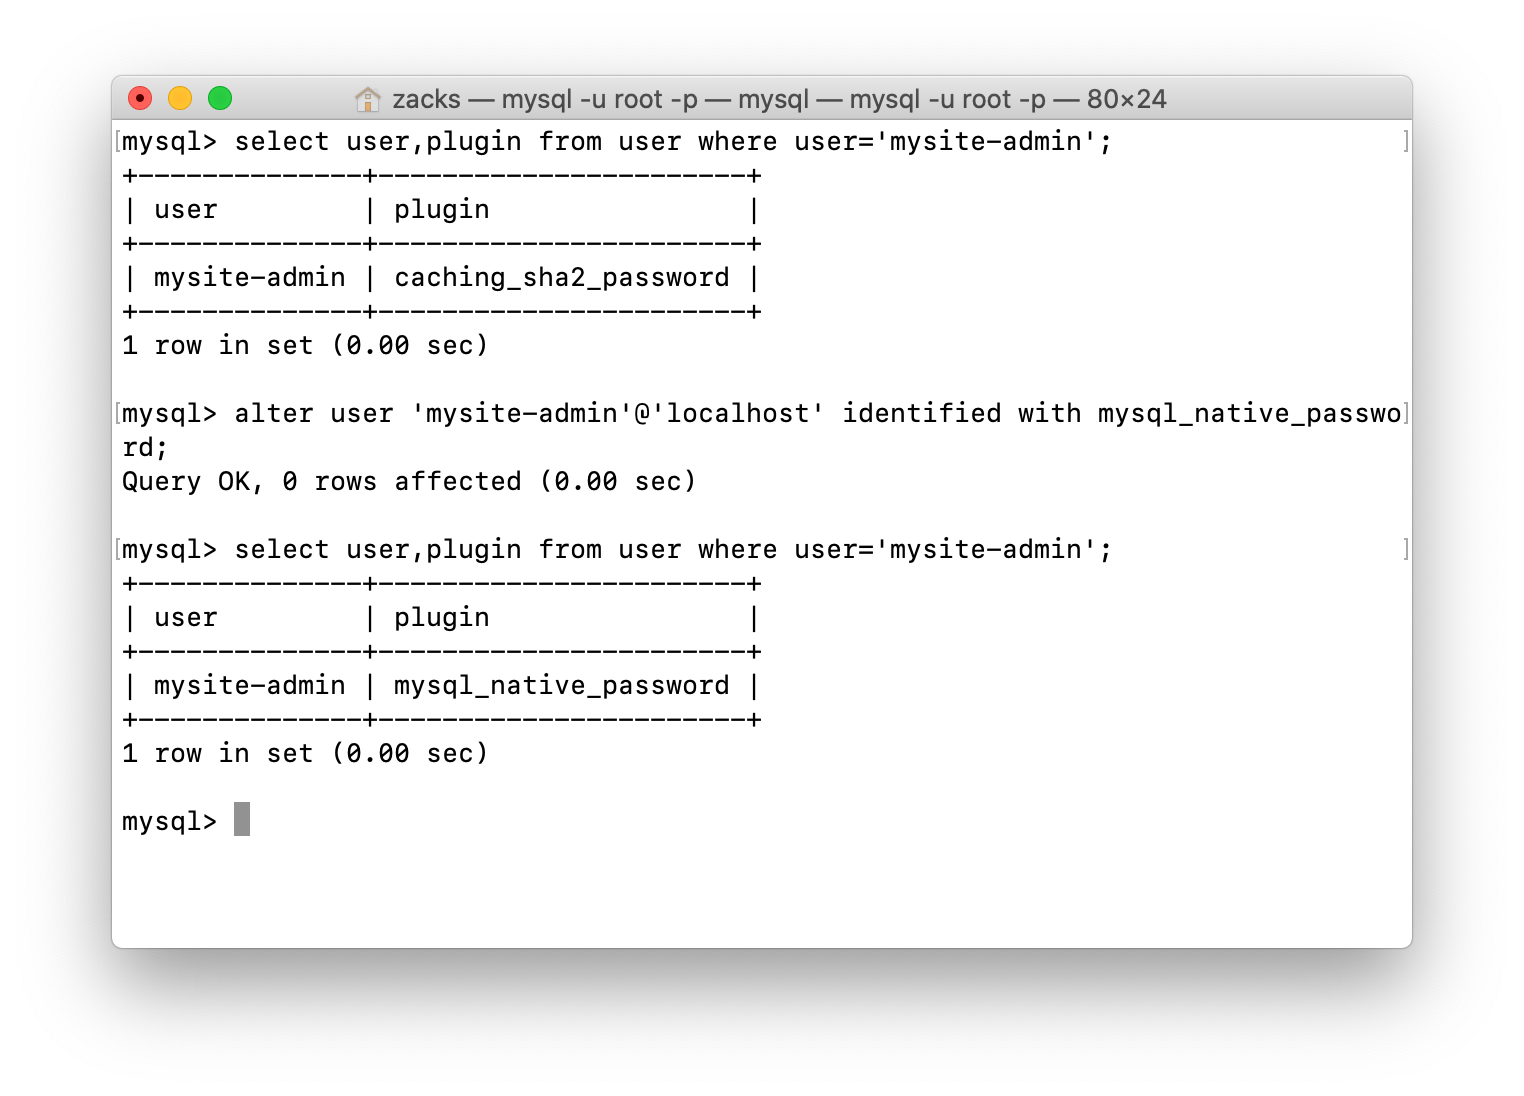 zacks — mysql -u root -p — mysql — mysql -u root -p — 80×24
[mysql> select user,plugin from user where user='mysite-admin';                  ]
+--------------+-----------------------+
| user         | plugin                |
+--------------+-----------------------+
| mysite-admin | caching_sha2_password |
+--------------+-----------------------+
1 row in set (0.00 sec)
[mysql> alter user 'mysite-admin'@'localhost' identified with mysql_native_passwo]
rd;
Query OK, 0 rows affected (0.00 sec)
[mysql> select user,plugin from user where user='mysite-admin';                  ]
+--------------+-----------------------+
| user         | plugin                |
+--------------+-----------------------+
| mysite-admin | mysql_native_password |
+--------------+-----------------------+
1 row in set (0.00 sec)
mysql>